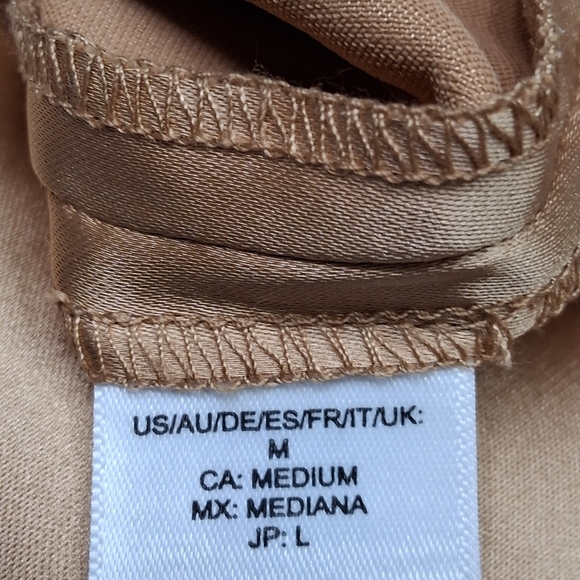 US/AU/DE/ES/FR/IT/UK:
M
CA: MEDIUM
MX: MEDIANA
JP: L